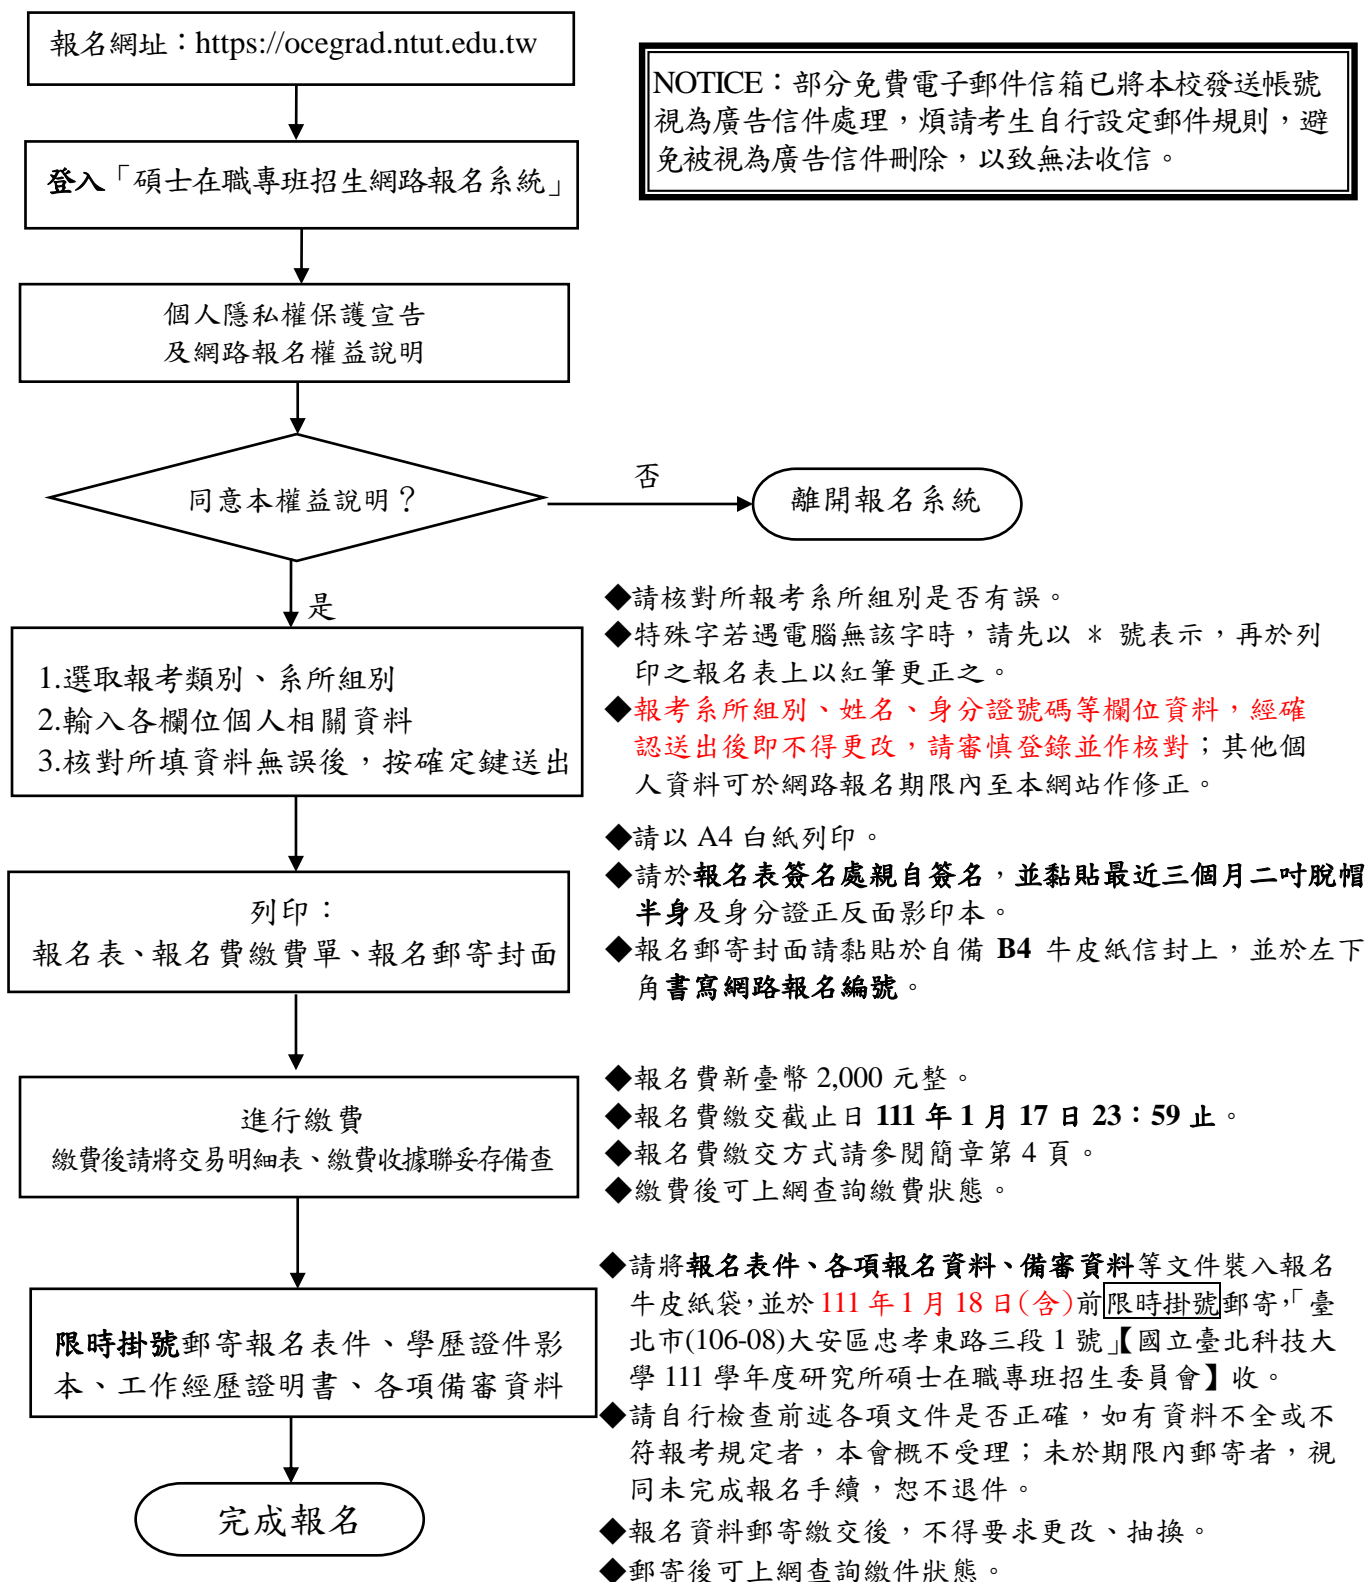 報名網址：https://ocegrad.ntut.edu.tw
NOTICE：部分免費電子郵件信箱已將本校發送帳號
視為廣告信件處理，煩請考生自行設定郵件規則，避
免被視為廣告信件刪除，以致無法收信。
登入「碩士在職專班招生網路報名系統」
個人隱私權保護宣告
及網路報名權益說明
同意本權益說明？
否
離開報名系統
是
1.選取報考類別、系所組別
2.輸入各欄位個人相關資料
3.核對所填資料無誤後，按確定鍵送出
◆請核對所報考系所組別是否有誤。
◆特殊字若遇電腦無該字時，請先以 * 號表示，再於列
印之報名表上以紅筆更正之。
◆報考系所組別、姓名、身分證號碼等欄位資料，經確
認送出後即不得更改，請審慎登錄並作核對；其他個
人資料可於網路報名期限內至本網站作修正。
列印：
報名表、報名費繳費單、報名郵寄封面
◆請以 A4 白紙列印。
◆請於報名表簽名處親自簽名，並黏貼最近三個月二吋脫帽
半身及身分證正反面影印本。
◆報名郵寄封面請黏貼於自備 B4 牛皮紙信封上，並於左下
角書寫網路報名編號。
進行繳費
繳費後請將交易明細表、繳費收據聯妥存備查
◆報名費新臺幣 2,000 元整。
◆報名費繳交截止日 111 年 1 月 17 日 23：59 止。
◆報名費繳交方式請參閱簡章第 4 頁。
◆繳費後可上網查詢繳費狀態。
限時掛號郵寄報名表件、學歷證件影
本、工作經歷證明書、各項備審資料
◆請將報名表件、各項報名資料、備審資料等文件裝入報名
牛皮紙袋，並於 111 年 1 月 18 日(含)前限時掛號郵寄，「臺
北市(106-08)大安區忠孝東路三段 1 號」【國立臺北科技大
學 111 學年度研究所碩士在職專班招生委員會】收。
◆請自行檢查前述各項文件是否正確，如有資料不全或不
符報考規定者，本會概不受理；未於期限內郵寄者，視
同未完成報名手續，恕不退件。
◆報名資料郵寄繳交後，不得要求更改、抽換。
◆郵寄後可上網查詢繳件狀態。
完成報名